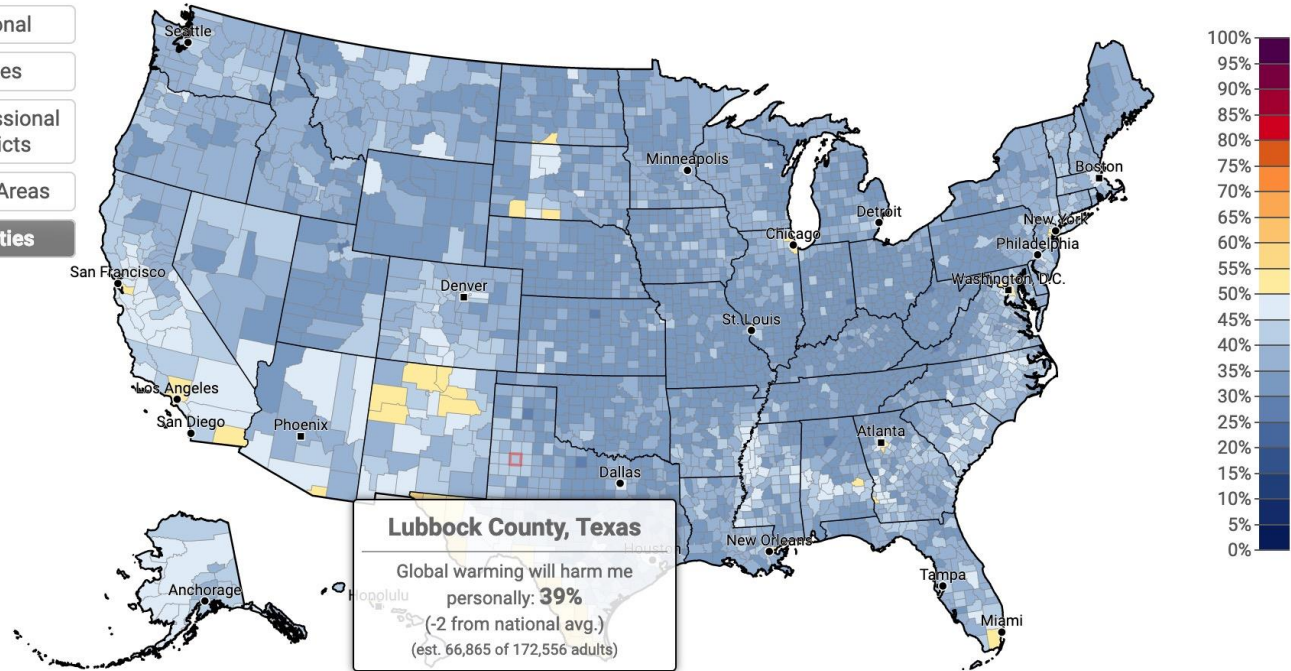 onal
es
ssional
icts
Areas
ties
Seattle
Minneapolis
Boston
Detroit
New York
Chicago
Philadelphia
San Francisco
Denver
Washington, D.C.
St. Louis
Los Angeles
San Diego
Phoenix
Atlanta
Dallas
New Orleans
Houston
Tampa
Anchorage
Honolulu
Miami
Lubbock County, Texas
Global warming will harm me
personally: 39%
(-2 from national avg.)
(est. 66,865 of 172,556 adults)
100%
95%
90%
85%
80%
75%
70%
65%
60%
55%
50%
45%
40%
35%
30%
25%
20%
15%
10%
5%
0%